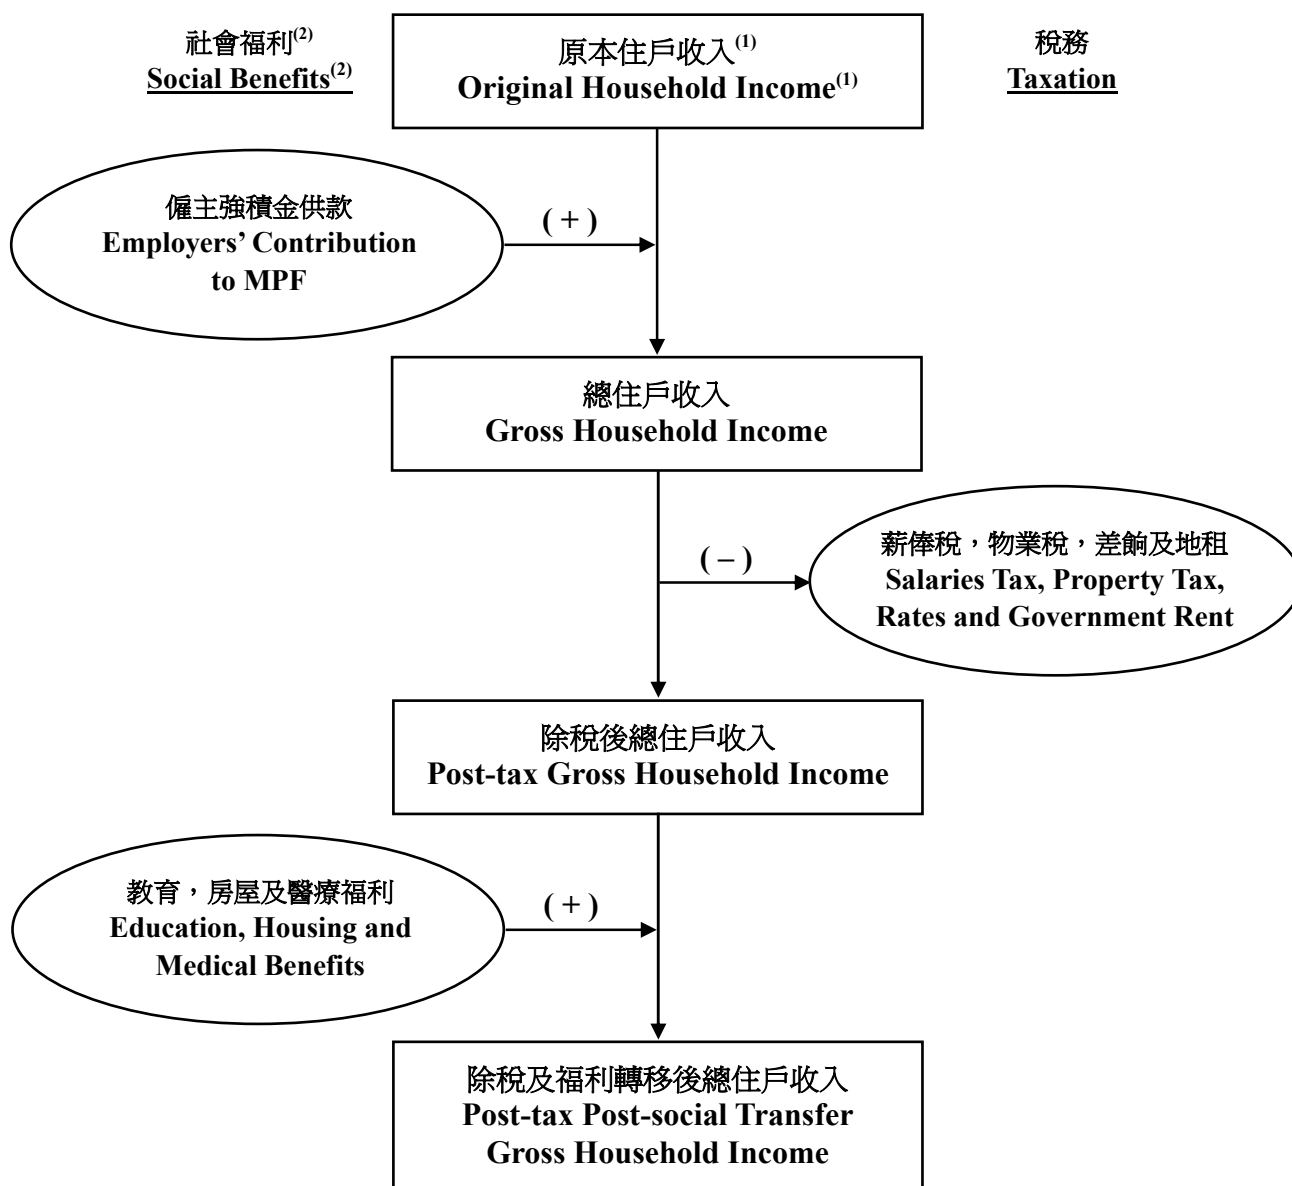 社會福利(2)
Social Benefits(2)
原本住戶收入(1)
Original Household Income(1)
稅務
Taxation
僱主強積金供款
Employers’ Contribution
to MPF
( + )
總住戶收入
Gross Household Income
( – )
薪俸稅，物業稅，差餉及地租
Salaries Tax, Property Tax,
Rates and Government Rent
除稅後總住戶收入
Post-tax Gross Household Income
教育，房屋及醫療福利
Education, Housing and
Medical Benefits
( + )
除稅及福利轉移後總住戶收入
Post-tax Post-social Transfer
Gross Household Income